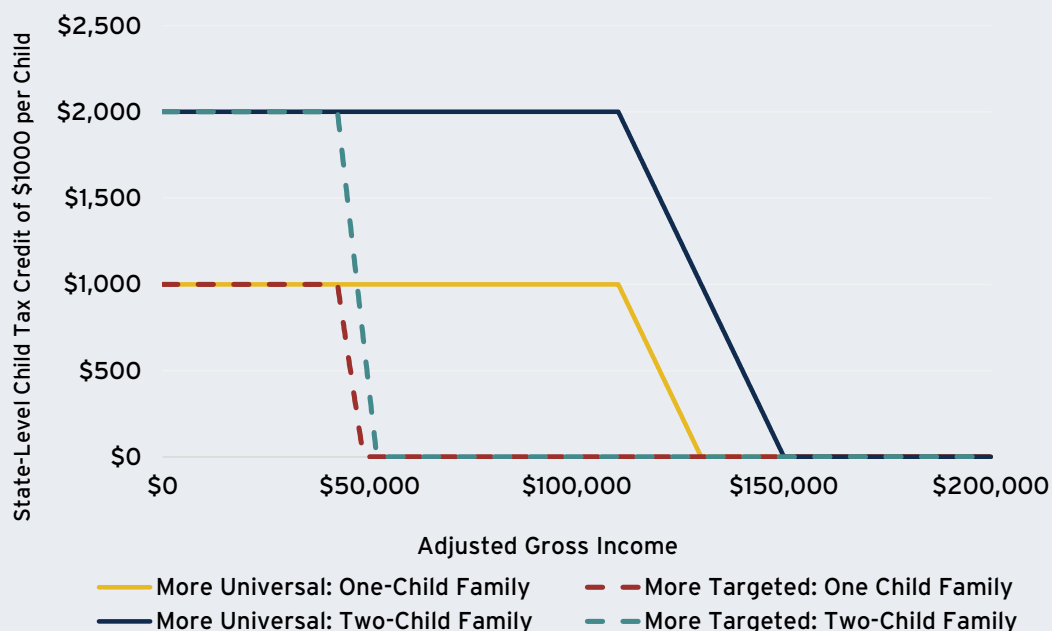 State-Level Child Tax Credit of $1000 per Child
$2,500
$2,000
$1,500
$1,000
$500
$0
$0 $50,000 $100,000 $150,000 $200,000
Adjusted Gross Income
More Universal: One-Child Family More Targeted: One Child Family
More Universal: Two-Child Family More Targeted: Two-Child Family